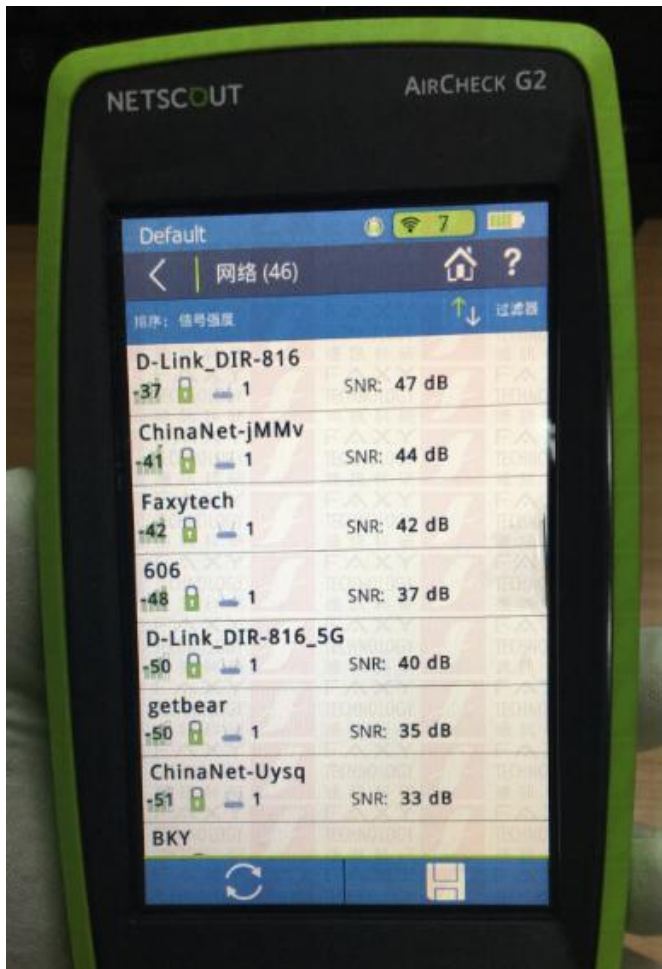 NETSCOUT
AIRCHECK G2
Default
7
网络 (46)
?
排序: 信号强度
过滤器
D-Link_DIR-816
-37 1 SNR: 47 dB
ChinaNet-jMMv
-41 1 SNR: 44 dB
Faxytech
-42 1 SNR: 42 dB
606
-48 1 SNR: 37 dB
D-Link_DIR-816_5G
-50 1 SNR: 40 dB
getbear
-50 1 SNR: 35 dB
ChinaNet-Uysq
-51 1 SNR: 33 dB
BKY